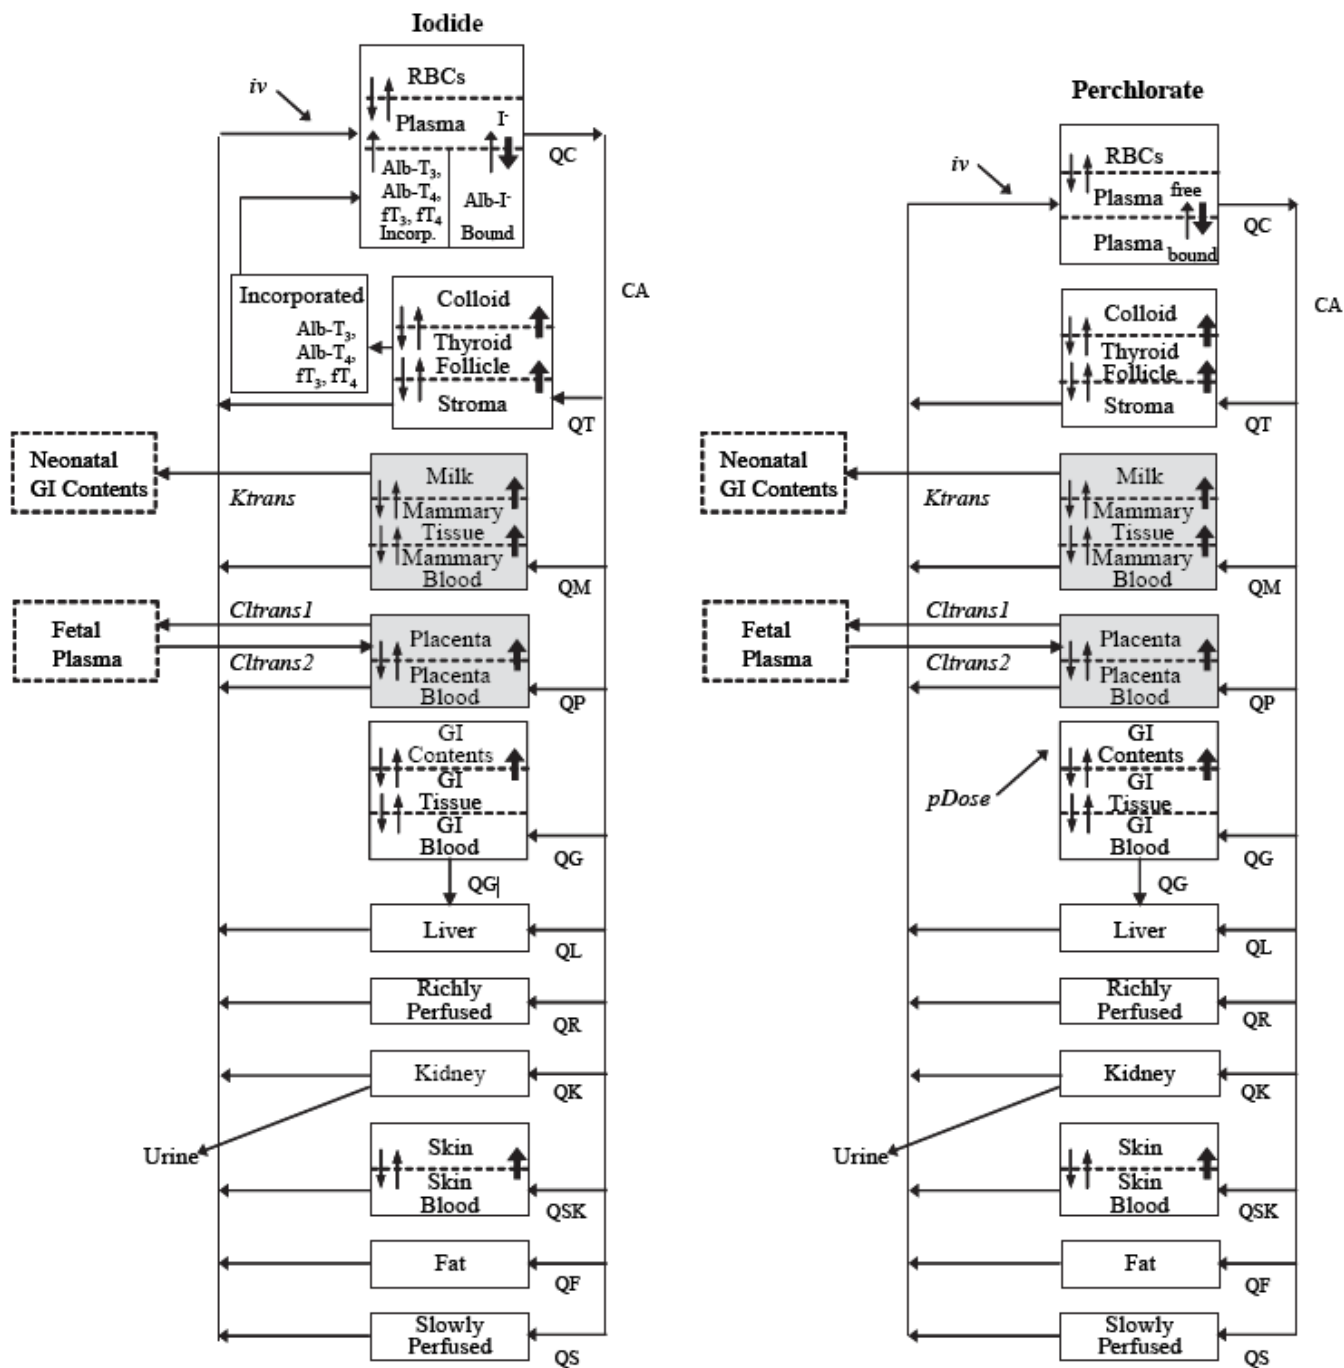 Iodide
iv
RBCs
Plasma
I-
QC
Alb-T3,
Alb-T4,
fT3, fT4
Incorp.
Alb-I-
Bound
CA
Incorporated
Alb-T3,
Alb-T4,
fT3, fT4
Colloid
Thyroid
Follicle
Stroma
QT
Neonatal
GI Contents
Ktrans
Milk
Mammary
Tissue
Mammary
Blood
QM
Fetal
Plasma
Cltrans1
Cltrans2
Placenta
Placenta
Blood
QP
GI
Contents
GI
Tissue
GI
Blood
QG
QG|
Liver
QL
Richly
Perfused
QR
Kidney
QK
Urine
Skin
Skin
Blood
QSK
Fat
QF
Slowly
Perfused
QS
Perchlorate
iv
RBCs
Plasma free
Plasma
bound
QC
CA
Colloid
Thyroid
Follicle
Stroma
QT
Neonatal
GI Contents
Ktrans
Milk
Mammary
Tissue
Mammary
Blood
QM
Fetal
Plasma
Cltrans1
Cltrans2
Placenta
Placenta
Blood
QP
pDose
GI
Contents
GI
Tissue
GI
Blood
QG
QG
Liver
QL
Richly
Perfused
QR
Kidney
QK
Urine
Skin
Skin
Blood
QSK
Fat
QF
Slowly
Perfused
QS